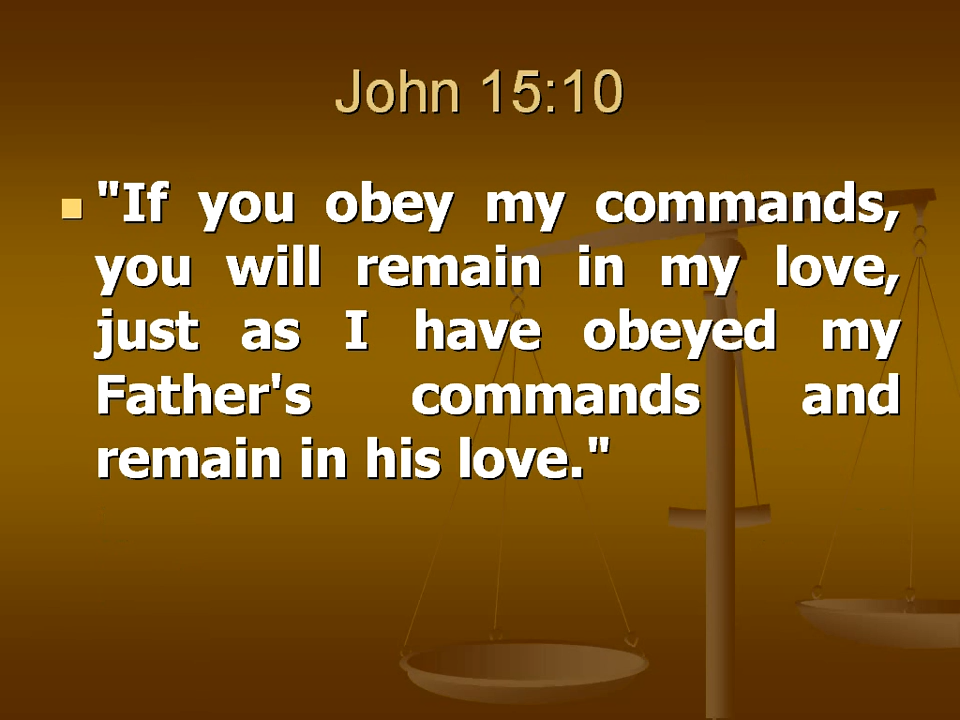 John 15:10
"If you obey my commands,
you will remain in my love,
just as I have obeyed my
Father's commands and
remain in his love."